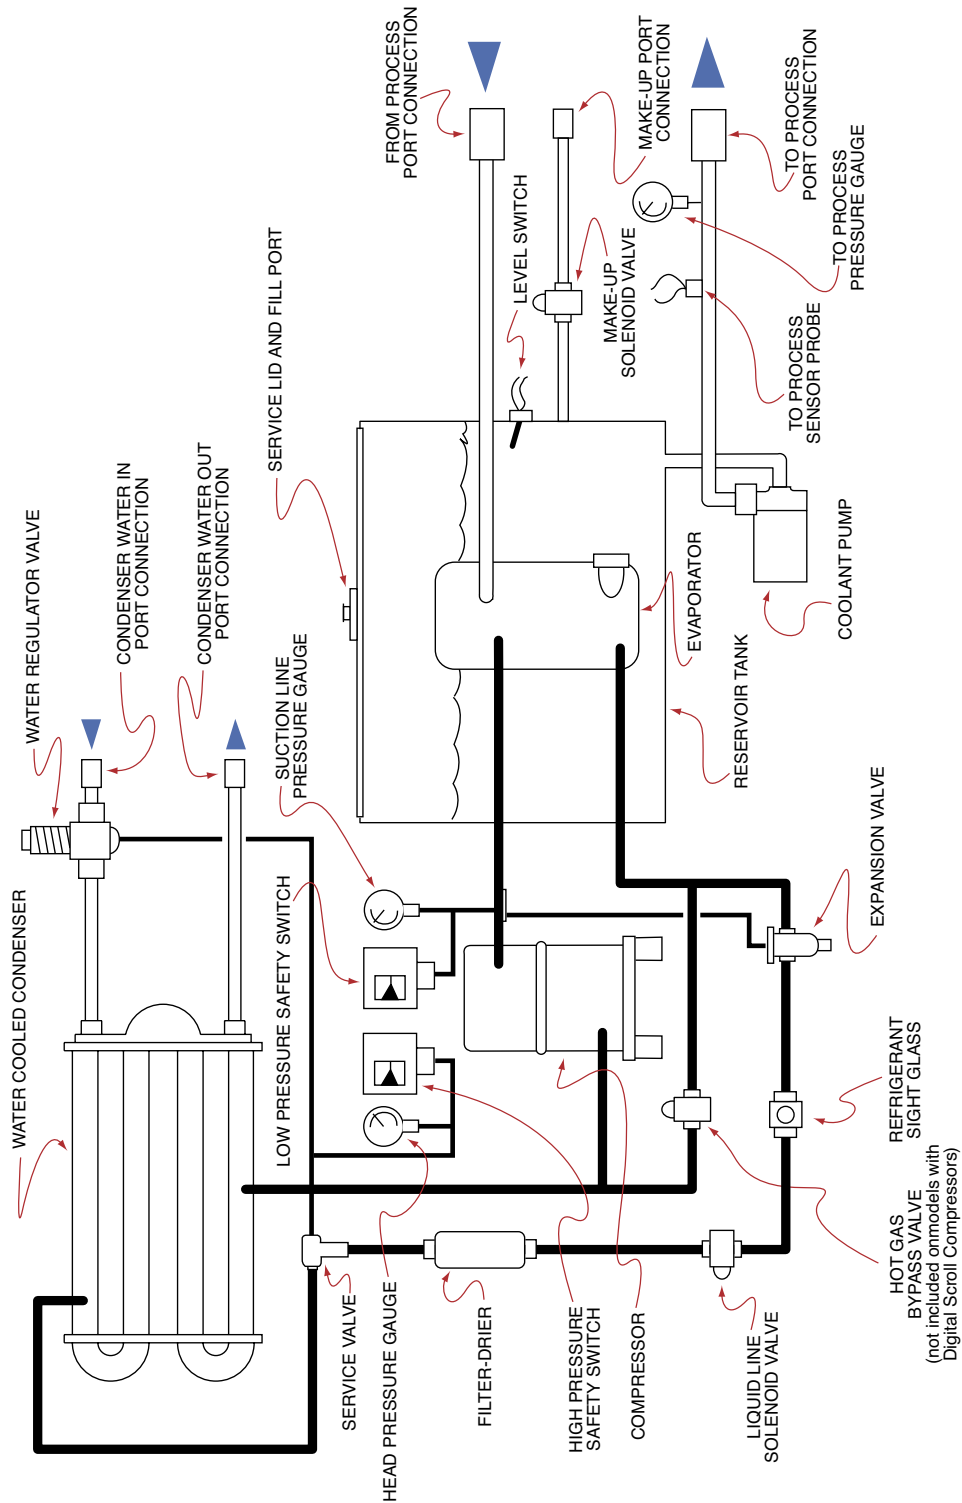 WATER COOLED CONDENSER
WATER REGULATOR VALVE
CONDENSER WATER IN
PORT CONNECTION
CONDENSER WATER OUT
PORT CONNECTION
SERVICE LID AND FILL PORT
SUCTION LINE
PRESSURE GAUGE
LOW PRESSURE SAFETY SWITCH
FROM PROCESS
PORT CONNECTION
LEVEL SWITCH
MAKE-UP
SOLENOID VALVE
MAKE-UP PORT
CONNECTION
TO PROCESS
PORT CONNECTION
TO PROCESS
PRESSURE GAUGE
TO PROCESS
SENSOR PROBE
COOLANT PUMP
EVAPORATOR
RESERVOIR TANK
EXPANSION VALVE
REFRIGERANT
SIGHT GLASS
HOT GAS
BYPASS VALVE
(not included onmodels with
Digital Scroll Compressors)
SERVICE VALVE
HEAD PRESSURE GAUGE
FILTER-DRIER
HIGH PRESSURE
SAFETY SWITCH
COMPRESSOR
LIQUID LINE
SOLENOID VALVE